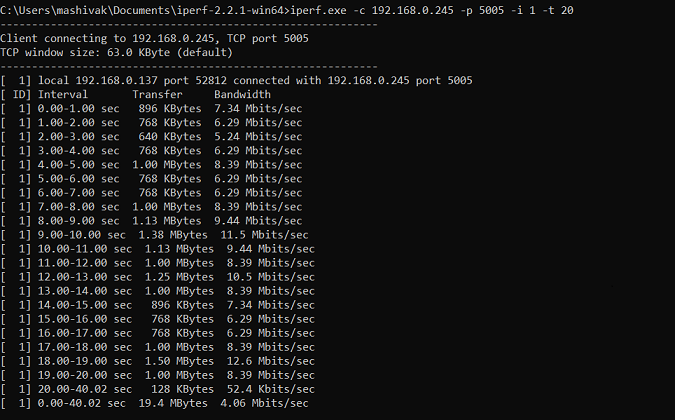 C:\Users\mashivak\Documents\iperf-2.2.1-win64>iperf.exe -c 192.168.0.245 -p 5005 -i 1 -t 20
------------------------------------------------------------
Client connecting to 192.168.0.245, TCP port 5005
TCP window size: 63.0 KByte (default)
------------------------------------------------------------
[  1] local 192.168.0.137 port 52812 connected with 192.168.0.245 port 5005
[ ID] Interval       Transfer     Bandwidth
[  1] 0.00-1.00 sec   896 KBytes  7.34 Mbits/sec
[  1] 1.00-2.00 sec   768 KBytes  6.29 Mbits/sec
[  1] 2.00-3.00 sec   640 KBytes  5.24 Mbits/sec
[  1] 3.00-4.00 sec   768 KBytes  6.29 Mbits/sec
[  1] 4.00-5.00 sec  1.00 MBytes  8.39 Mbits/sec
[  1] 5.00-6.00 sec   768 KBytes  6.29 Mbits/sec
[  1] 6.00-7.00 sec   768 KBytes  6.29 Mbits/sec
[  1] 7.00-8.00 sec  1.00 MBytes  8.39 Mbits/sec
[  1] 8.00-9.00 sec  1.13 MBytes  9.44 Mbits/sec
[  1] 9.00-10.00 sec  1.38 MBytes  11.5 Mbits/sec
[  1] 10.00-11.00 sec  1.13 MBytes  9.44 Mbits/sec
[  1] 11.00-12.00 sec  1.00 MBytes  8.39 Mbits/sec
[  1] 12.00-13.00 sec  1.25 MBytes  10.5 Mbits/sec
[  1] 13.00-14.00 sec  1.00 MBytes  8.39 Mbits/sec
[  1] 14.00-15.00 sec   896 KBytes  7.34 Mbits/sec
[  1] 15.00-16.00 sec   768 KBytes  6.29 Mbits/sec
[  1] 16.00-17.00 sec   768 KBytes  6.29 Mbits/sec
[  1] 17.00-18.00 sec  1.00 MBytes  8.39 Mbits/sec
[  1] 18.00-19.00 sec  1.50 MBytes  12.6 Mbits/sec
[  1] 19.00-20.00 sec  1.00 MBytes  8.39 Mbits/sec
[  1] 20.00-40.02 sec   128 KBytes  52.4 Kbits/sec
[  1] 0.00-40.02 sec  19.4 MBytes  4.06 Mbits/sec